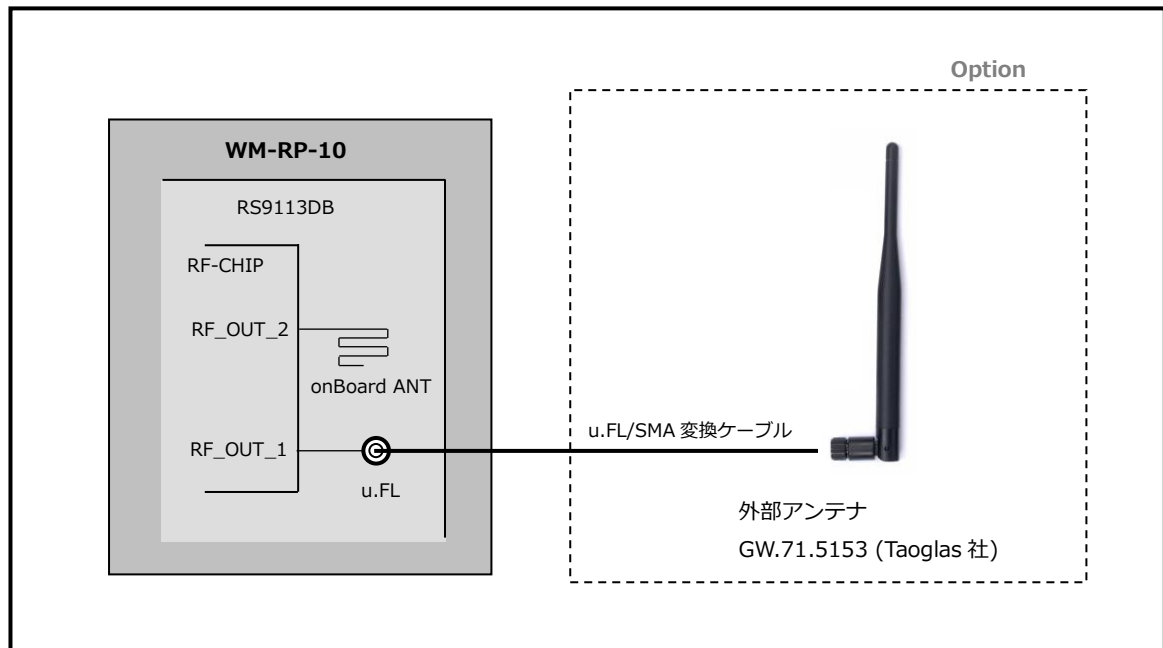 Option
WM-RP-10
RS9113DB
RF-CHIP
RF_OUT_2
onBoard ANT
RF_OUT_1
u.FL
u.FL/SMA 変換ケーブル
外部アンテナ
GW.71.5153 (Taoglas 社)